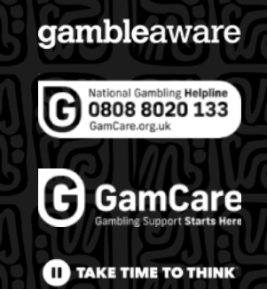 gambleaware
National Gambling Helpline
0808 8020 133
GamCare.org.uk
GamCare
Gambling Support Starts Here
TAKE TIME TO THINK